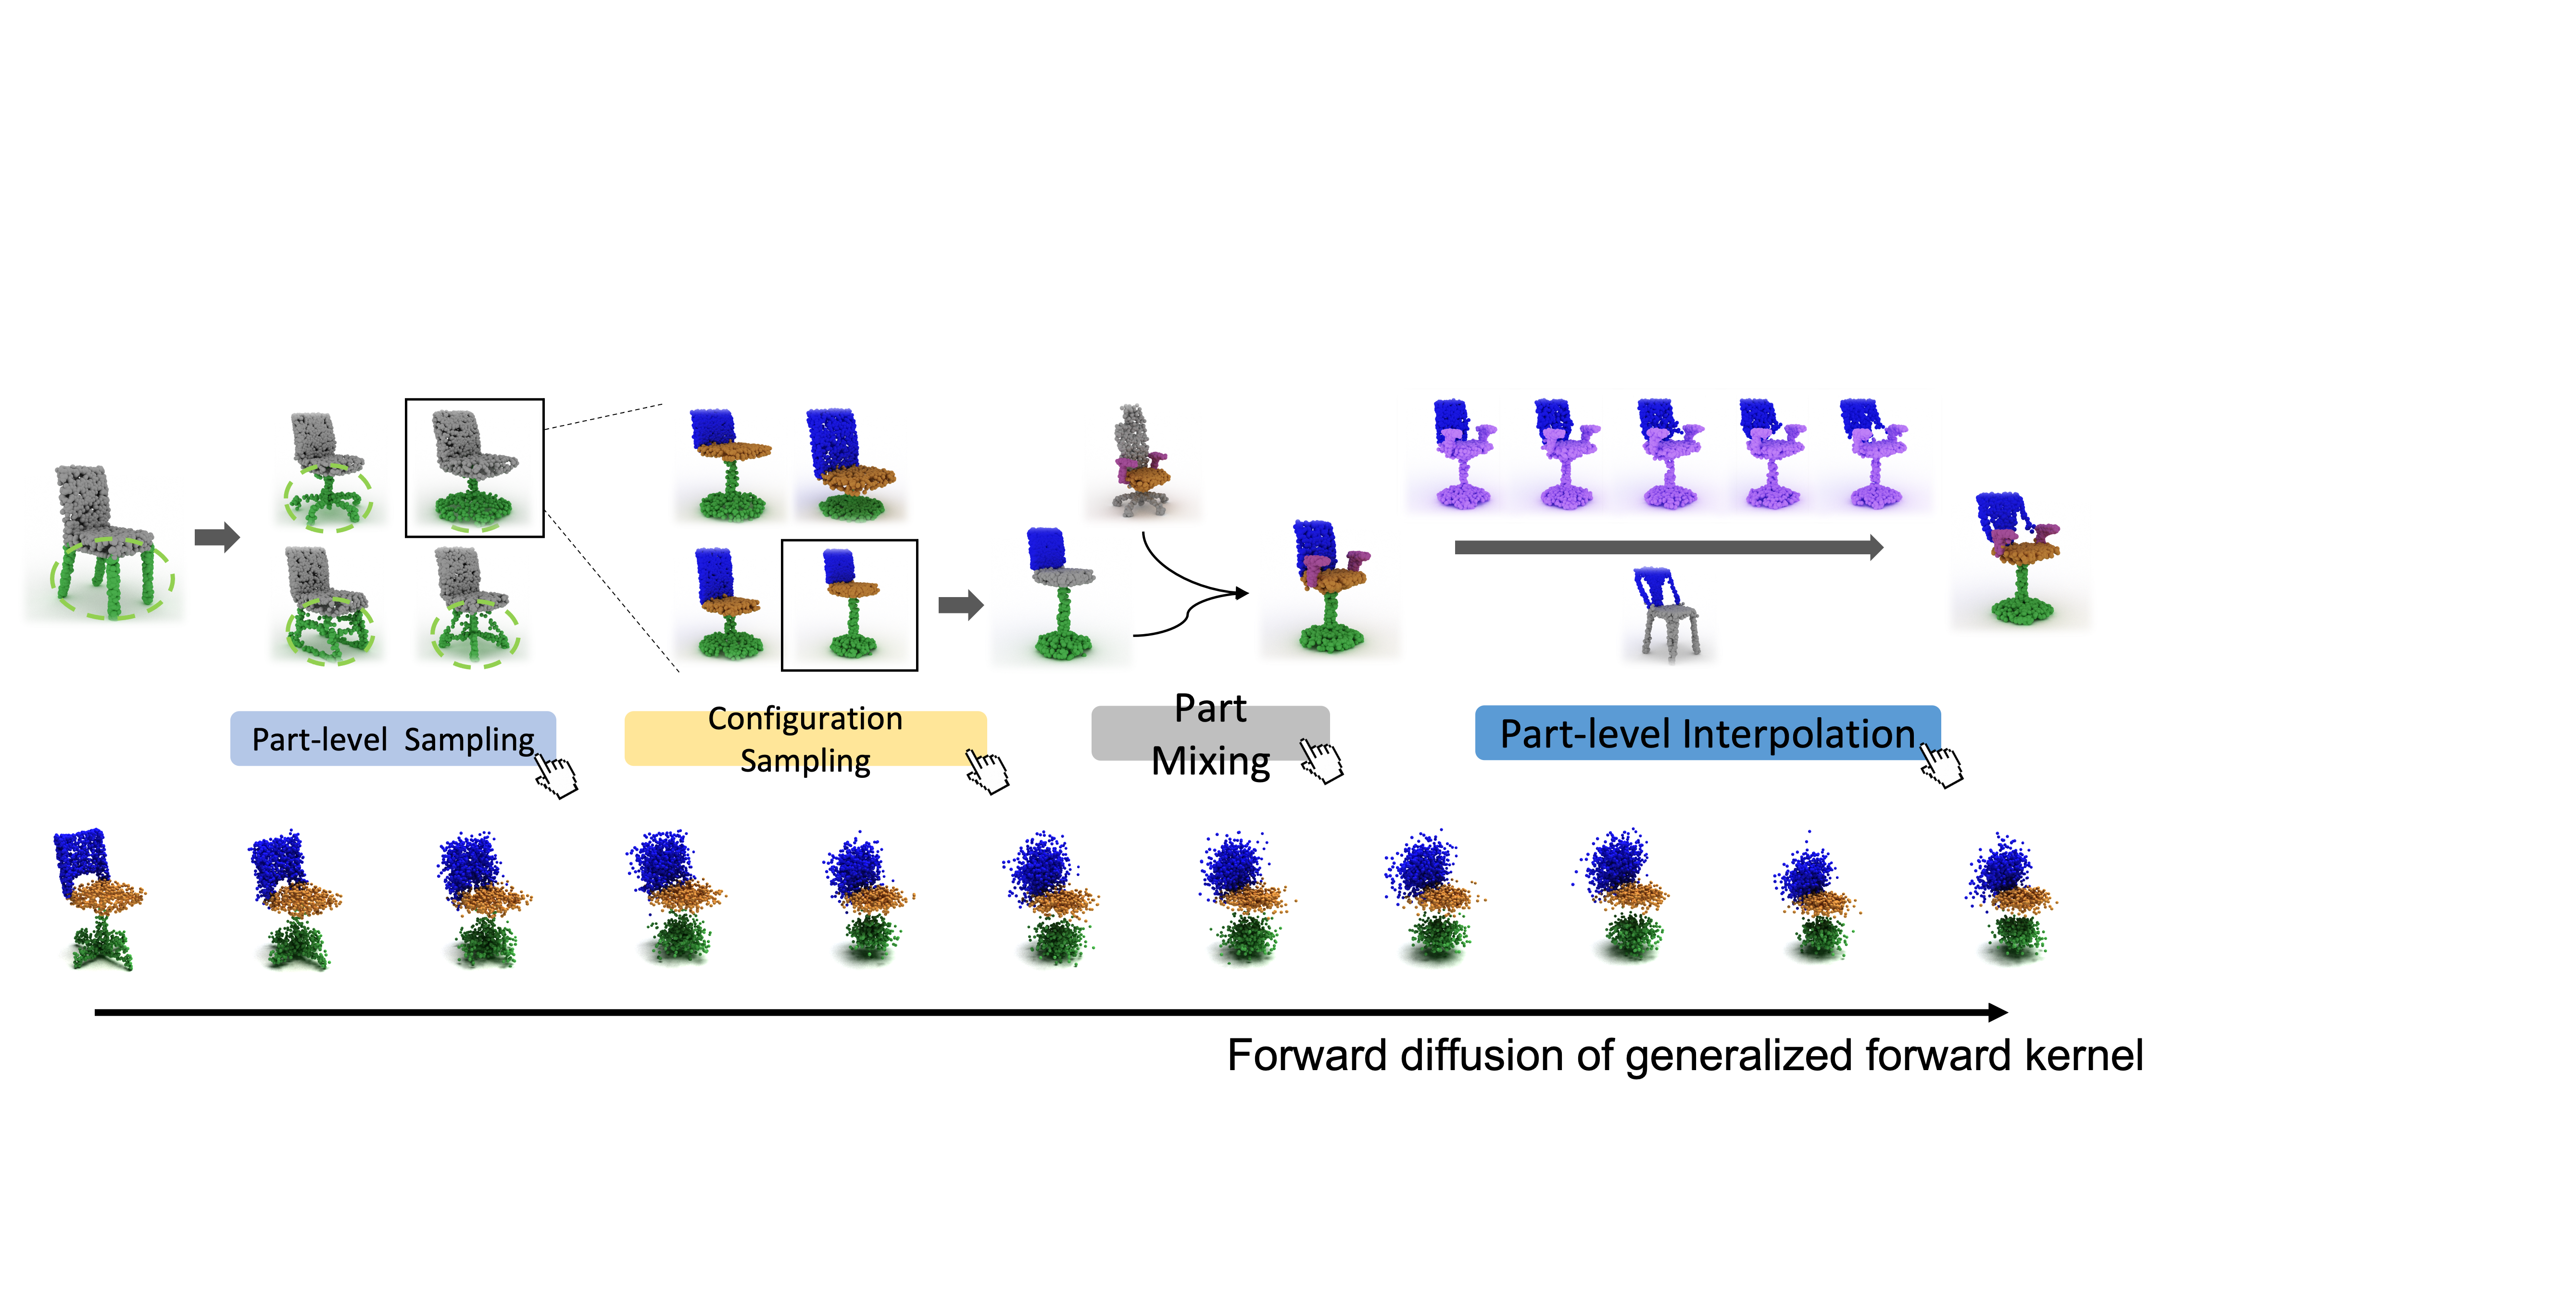 Part-level Sampling
Configuration
Sampling
Part
Mixing
Part-level Interpolation
Forward diffusion of generalized forward kernel